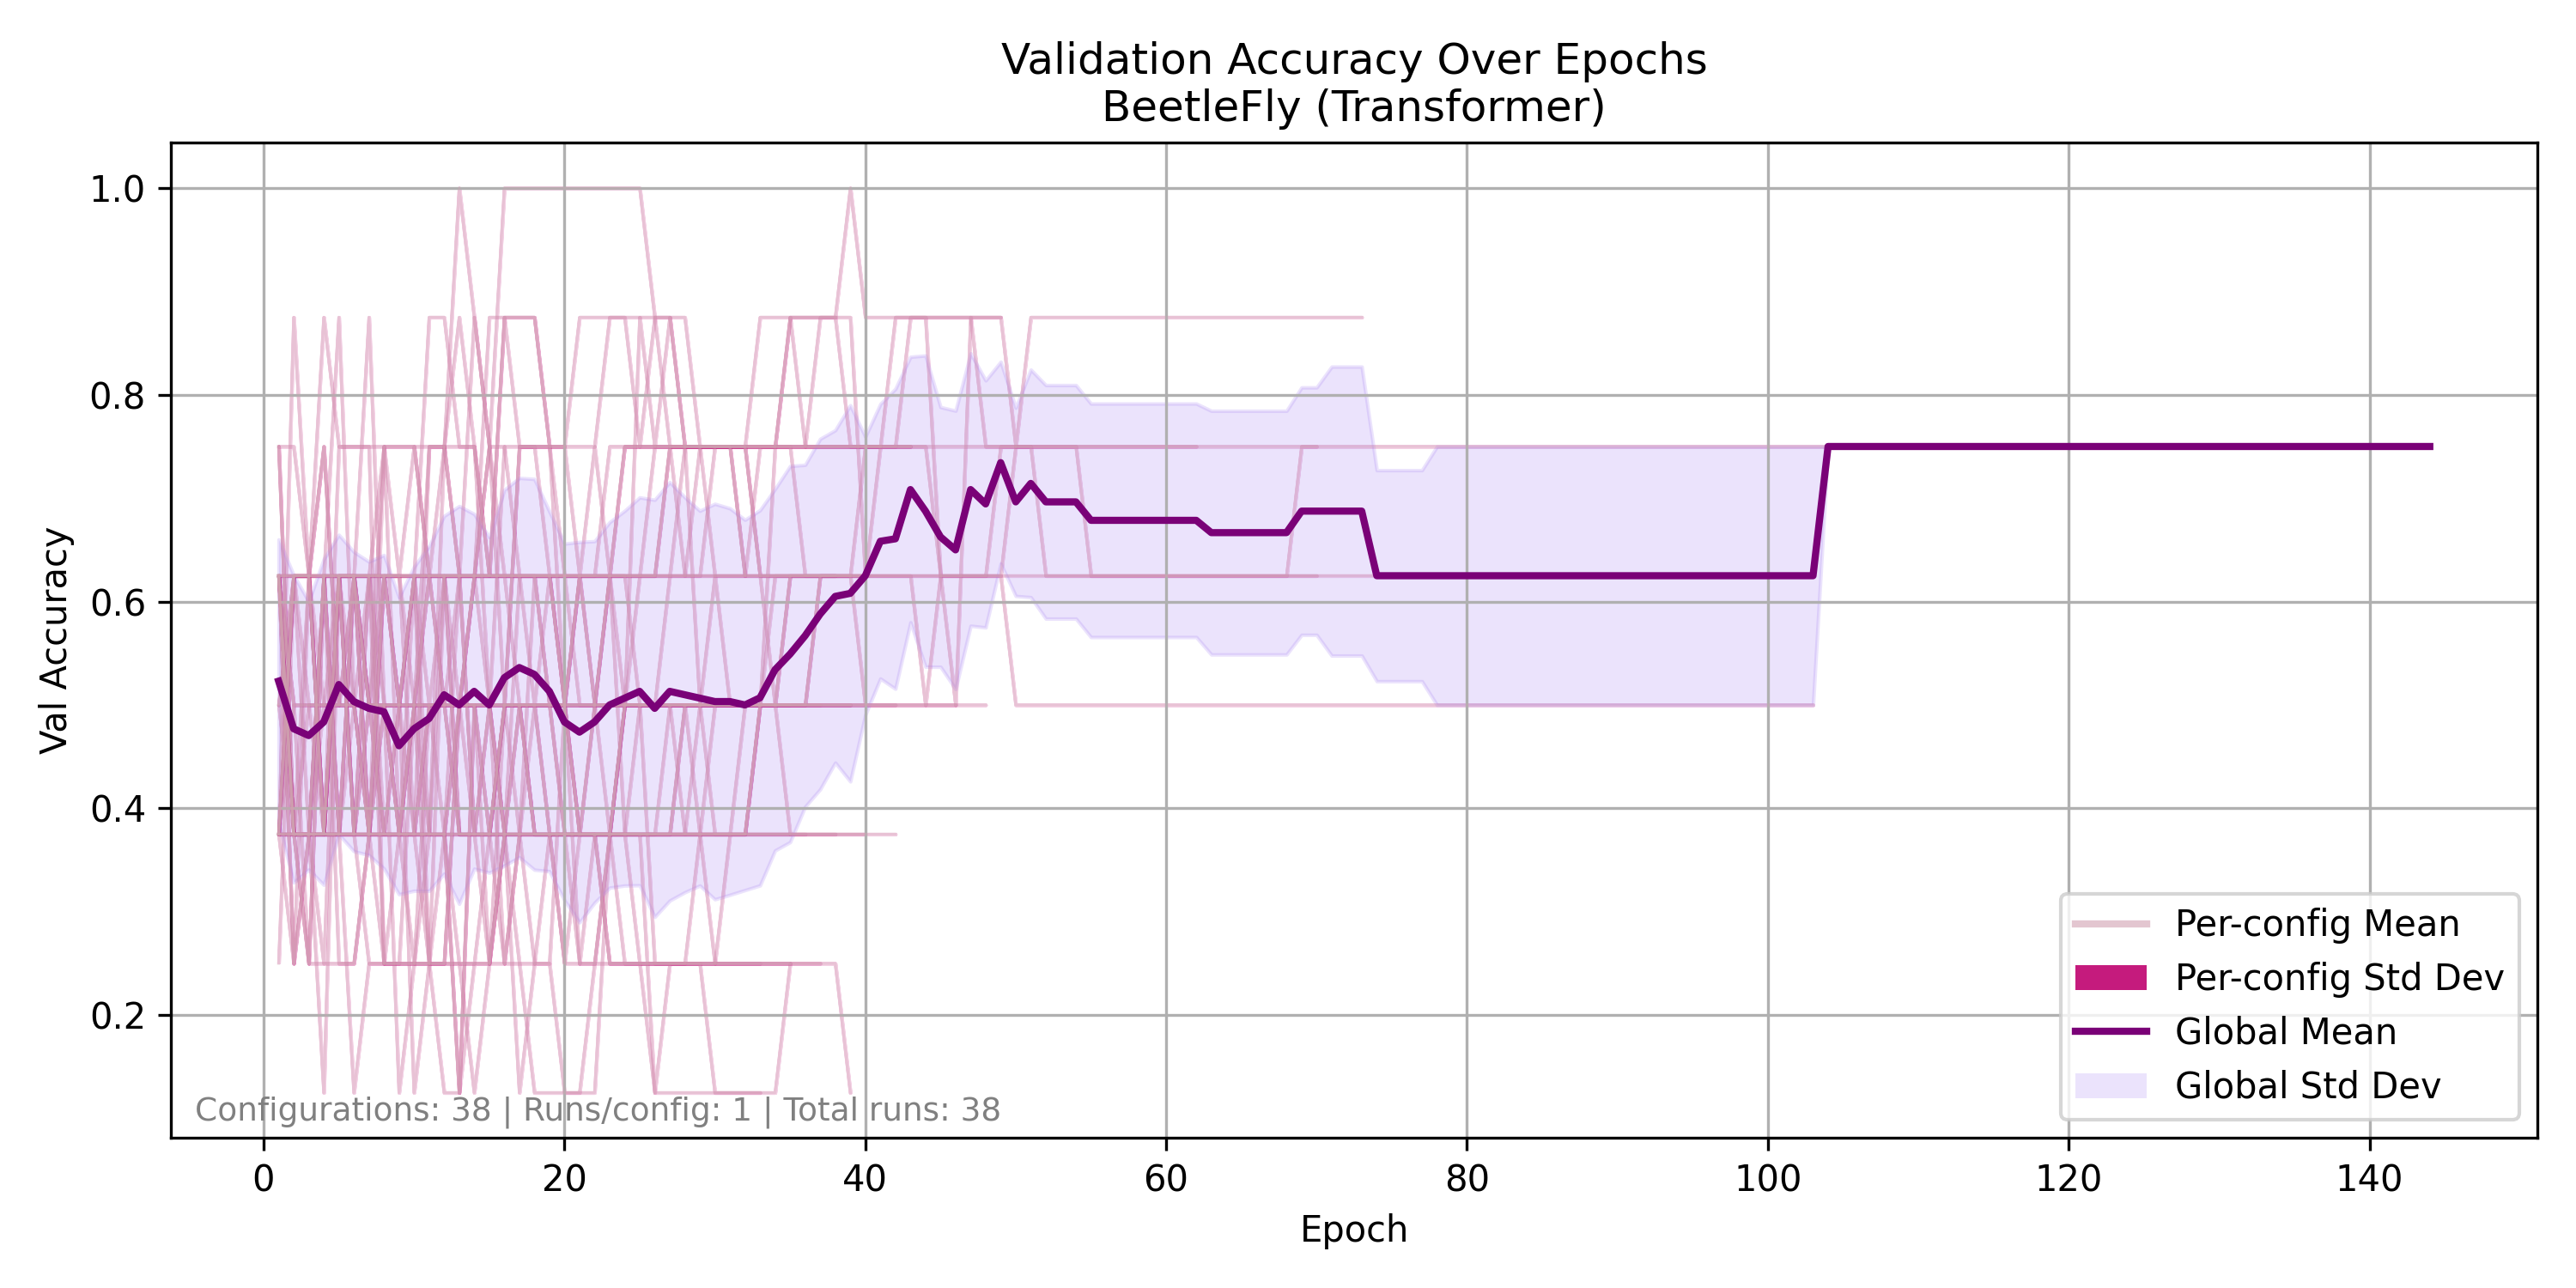 Validation Accuracy Over Epochs
BeetleFly (Transformer)
Val Accuracy
1.0
0.8
0.6
0.4
0.2
Per-config Mean
Per-config Std Dev
Global Mean
Global Std Dev
Configurations: 38 | Runs/config: 1 | Total runs: 38
0 20 40 60 80 100 120 140
Epoch